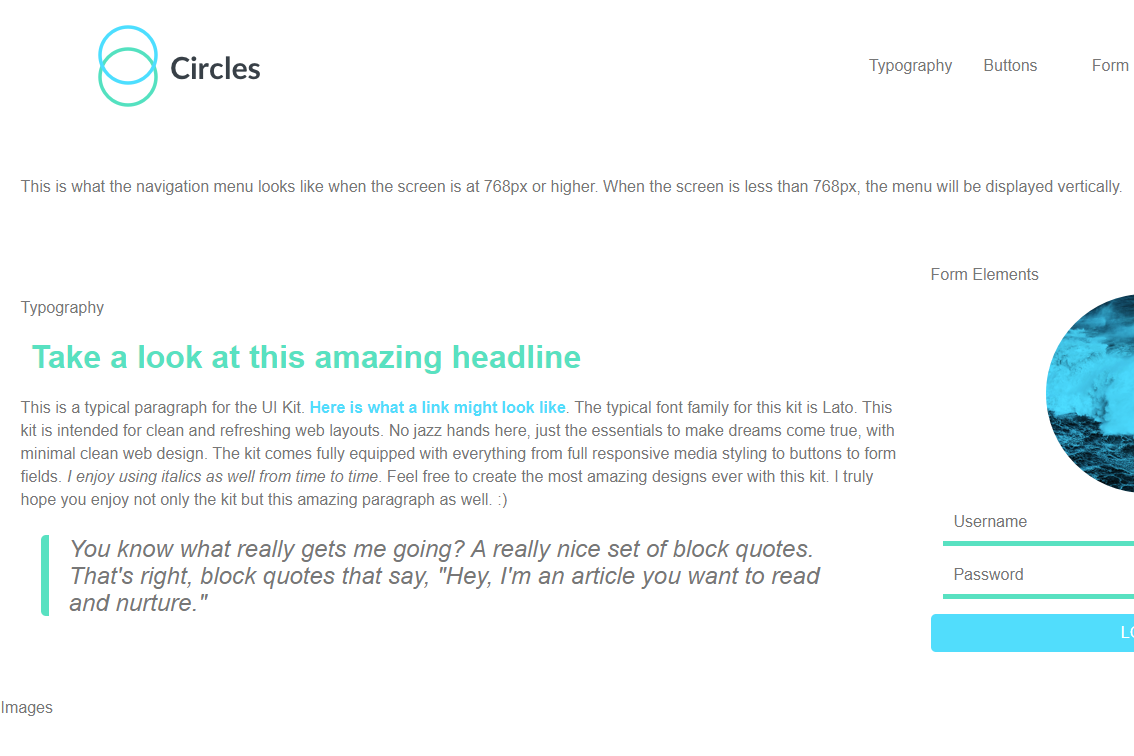 Circles
Typography Buttons Form
This is what the navigation menu looks like when the screen is at 768px or higher. When the screen is less than 768px, the menu will be displayed vertically.
Form Elements
Typography
Take a look at this amazing headline
This is a typical paragraph for the UI Kit. Here is what a link might look like. The typical font family for this kit is Lato. This
kit is intended for clean and refreshing web layouts. No jazz hands here, just the essentials to make dreams come true, with
minimal clean web design. The kit comes fully equipped with everything from full responsive media styling to buttons to form
fields. I enjoy using italics as well from time to time. Feel free to create the most amazing designs ever with this kit. I truly
hope you enjoy not only the kit but this amazing paragraph as well. :)
You know what really gets me going? A really nice set of block quotes.
That's right, block quotes that say, "Hey, I'm an article you want to read
and nurture."
Username
Password
Images